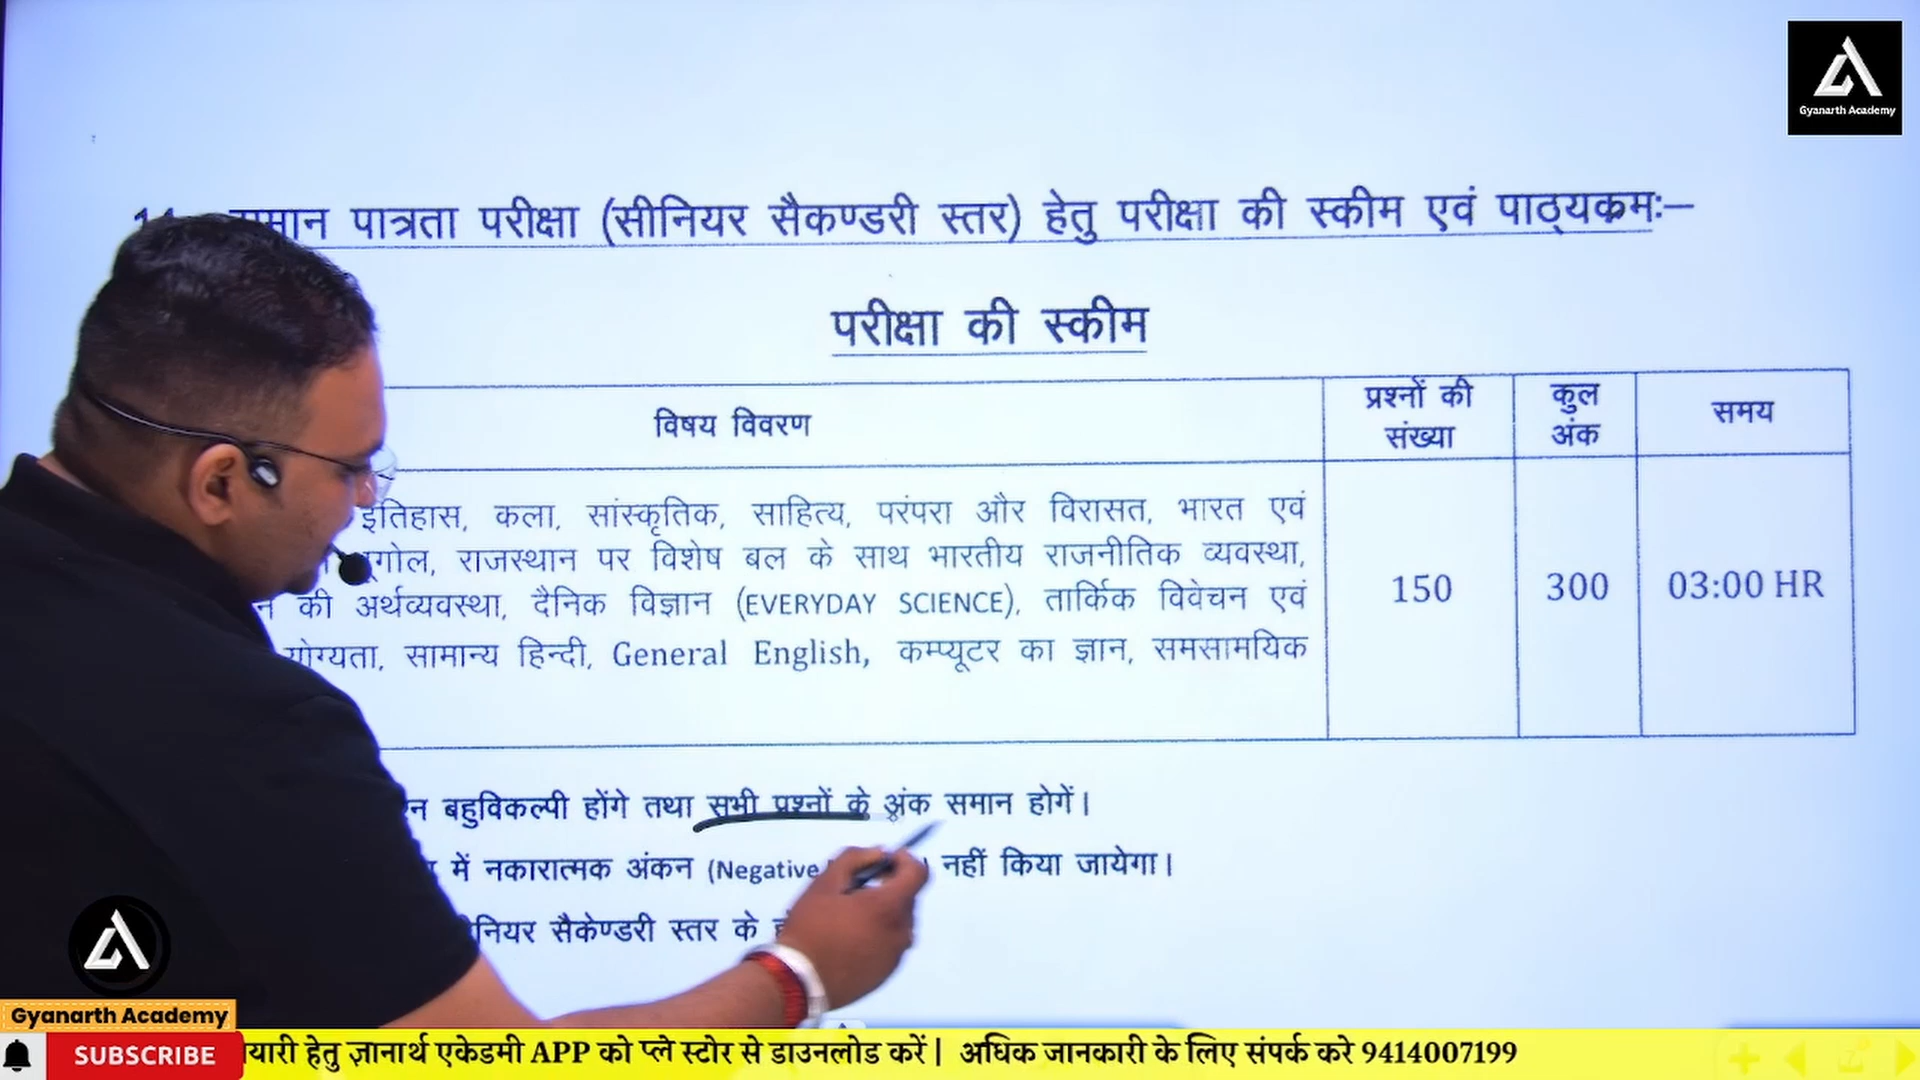 Gyanarth Academy
पात्रता परीक्षा (सीनियर सैकण्डरी स्तर) हेतु परीक्षा की स्कीम एवं पाठ्यकमः–
परीक्षा की स्कीम
विषय विवरण
प्रश्नों की संख्या
कुल अंक
समय
इतिहास, कला, सांस्कृतिक, साहित्य, परंपरा और विरासत, भारत एवं
राजस्थान पर विशेष बल के साथ भारतीय राजनीतिक व्यवस्था,
की अर्थव्यवस्था, दैनिक विज्ञान (EVERYDAY SCIENCE), तार्किक विवेचन एवं
योग्यता, सामान्य हिन्दी, General English, कम्प्यूटर का ज्ञान, समसामयिक
150
300
03:00 HR
बहुविकल्पी होंगे तथा सभी प्रश्नों के अंक समान होगें।
में नकारात्मक अंकन (Negative नहीं किया जायेगा।
सैकेण्डरी स्तर के
Gyanarth Academy
SUBSCRIBE
हेतु ज्ञानार्थ एकेडमी APP को प्ले स्टोर से डाउनलोड करें | अधिक जानकारी के लिए संपर्क करे 9414007199